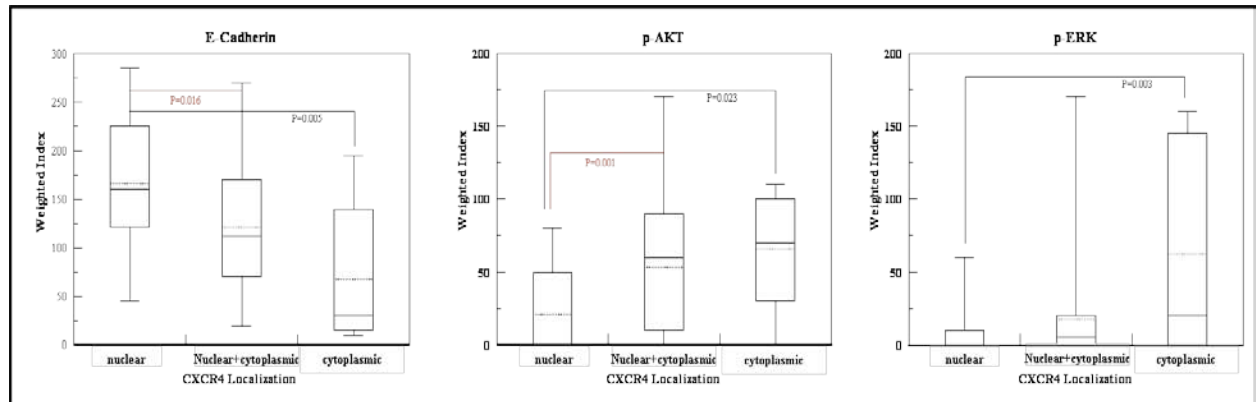 E-Cadherin
300
250
200
150
100
50
0
Weighted Index
P=0.016
P=0.005
nuclear
Nuclear+cytoplasmic
cytoplasmic
CXCR4 Localization
p-AKT
200
150
100
50
0
Weighted Index
P=0.023
P=0.001
nuclear
Nuclear+cytoplasmic
cytoplasmic
CXCR4 Localization
p-ERK
200
150
100
50
0
Weighted Index
P=0.003
nuclear
Nuclear+cytoplasmic
cytoplasmic
CXCR4 Localization